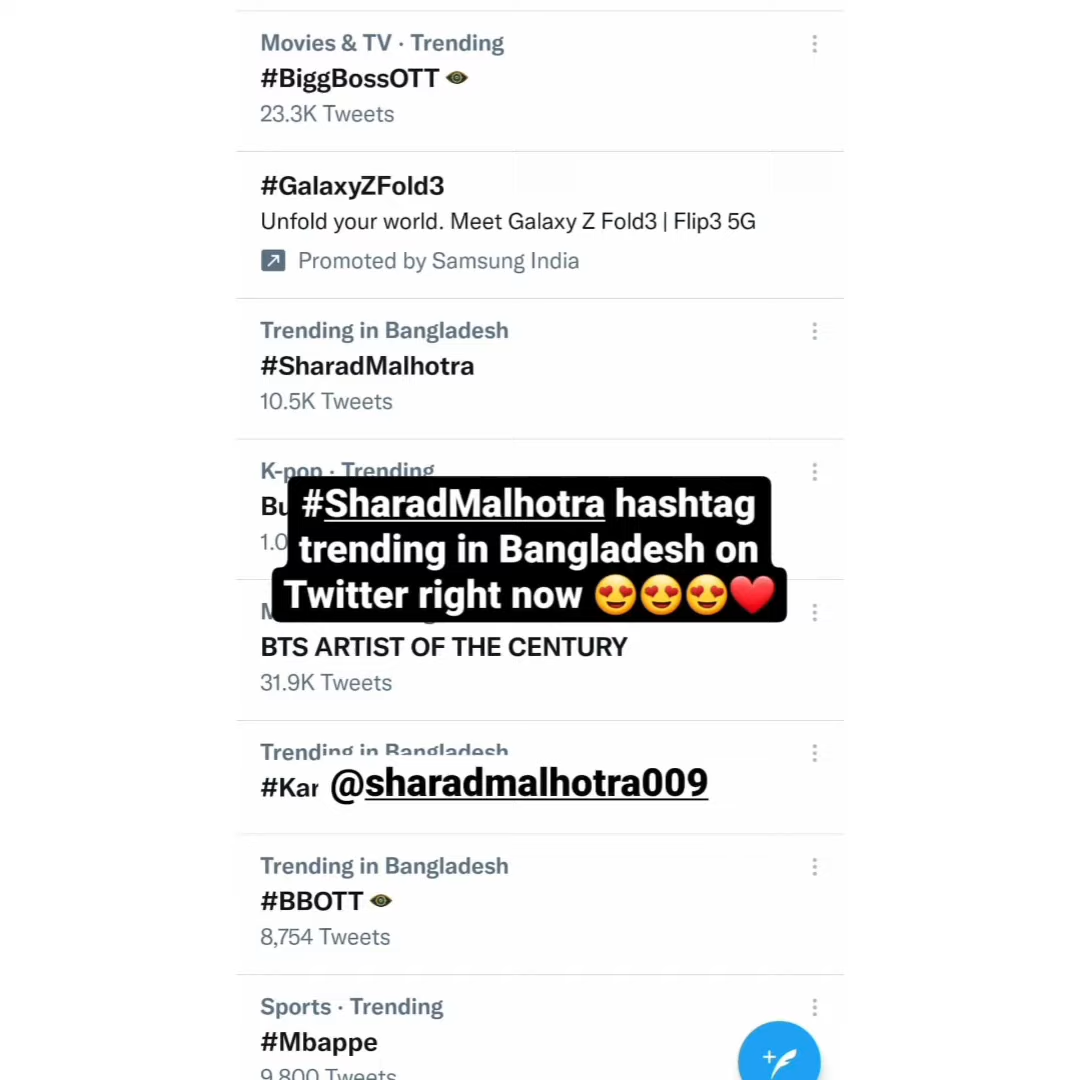 Movies & TV · Trending
#BiggBossOTT
23.3K Tweets
#GalaxyZFold3
Unfold your world. Meet Galaxy Z Fold3 | Flip3 5G
Promoted by Samsung India
Trending in Bangladesh
#SharadMalhotra
10.5K Tweets
K-pop · Trending
#SharadMalhotra hashtag
trending in Bangladesh on
Twitter right now 😍😍😍❤️
BTS ARTIST OF THE CENTURY
31.9K Tweets
Trending in Bangladesh
@sharadmalhotra009
Trending in Bangladesh
#BBOTT
8,754 Tweets
Sports · Trending
#Mbappe
9,800 Tweets